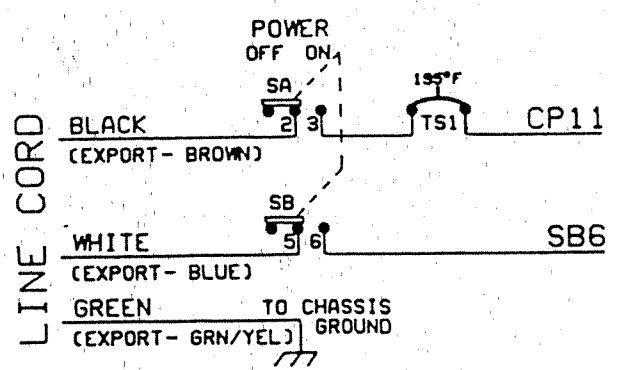 POWER
OFF ON
SA
195°F
BLACK
2 3
TS1
CP11
(EXPORT- BROWN)
LINE CORD
SB
WHITE
5 6
SB6
(EXPORT- BLUE)
GREEN
TO CHASSIS
GROUND
(EXPORT- GRN/YEL)